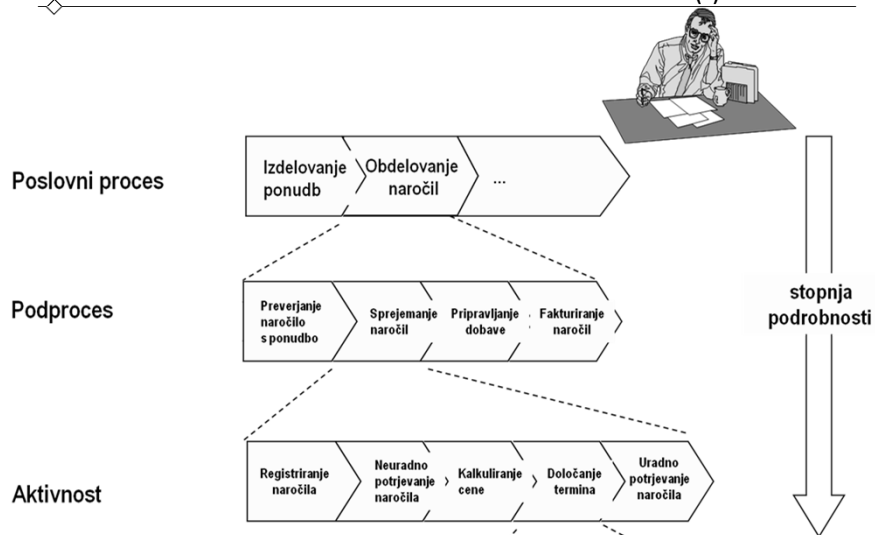 Poslovni proces
Izdelovanje
ponudb
Obdelovanje
naročil
...
Podproces
Preverjanje
naročilo
s ponudbo
Sprejemanje
naročil
Pripravljanje
dobave
Fakturiranje
naročil
stopnja
podrobnosti
Aktivnost
Registriranje
naročila
Neuradno
potrjevanje
naročila
Kalkuliranje
cene
Določanje
termina
Uradno
potrjevanje
naročila